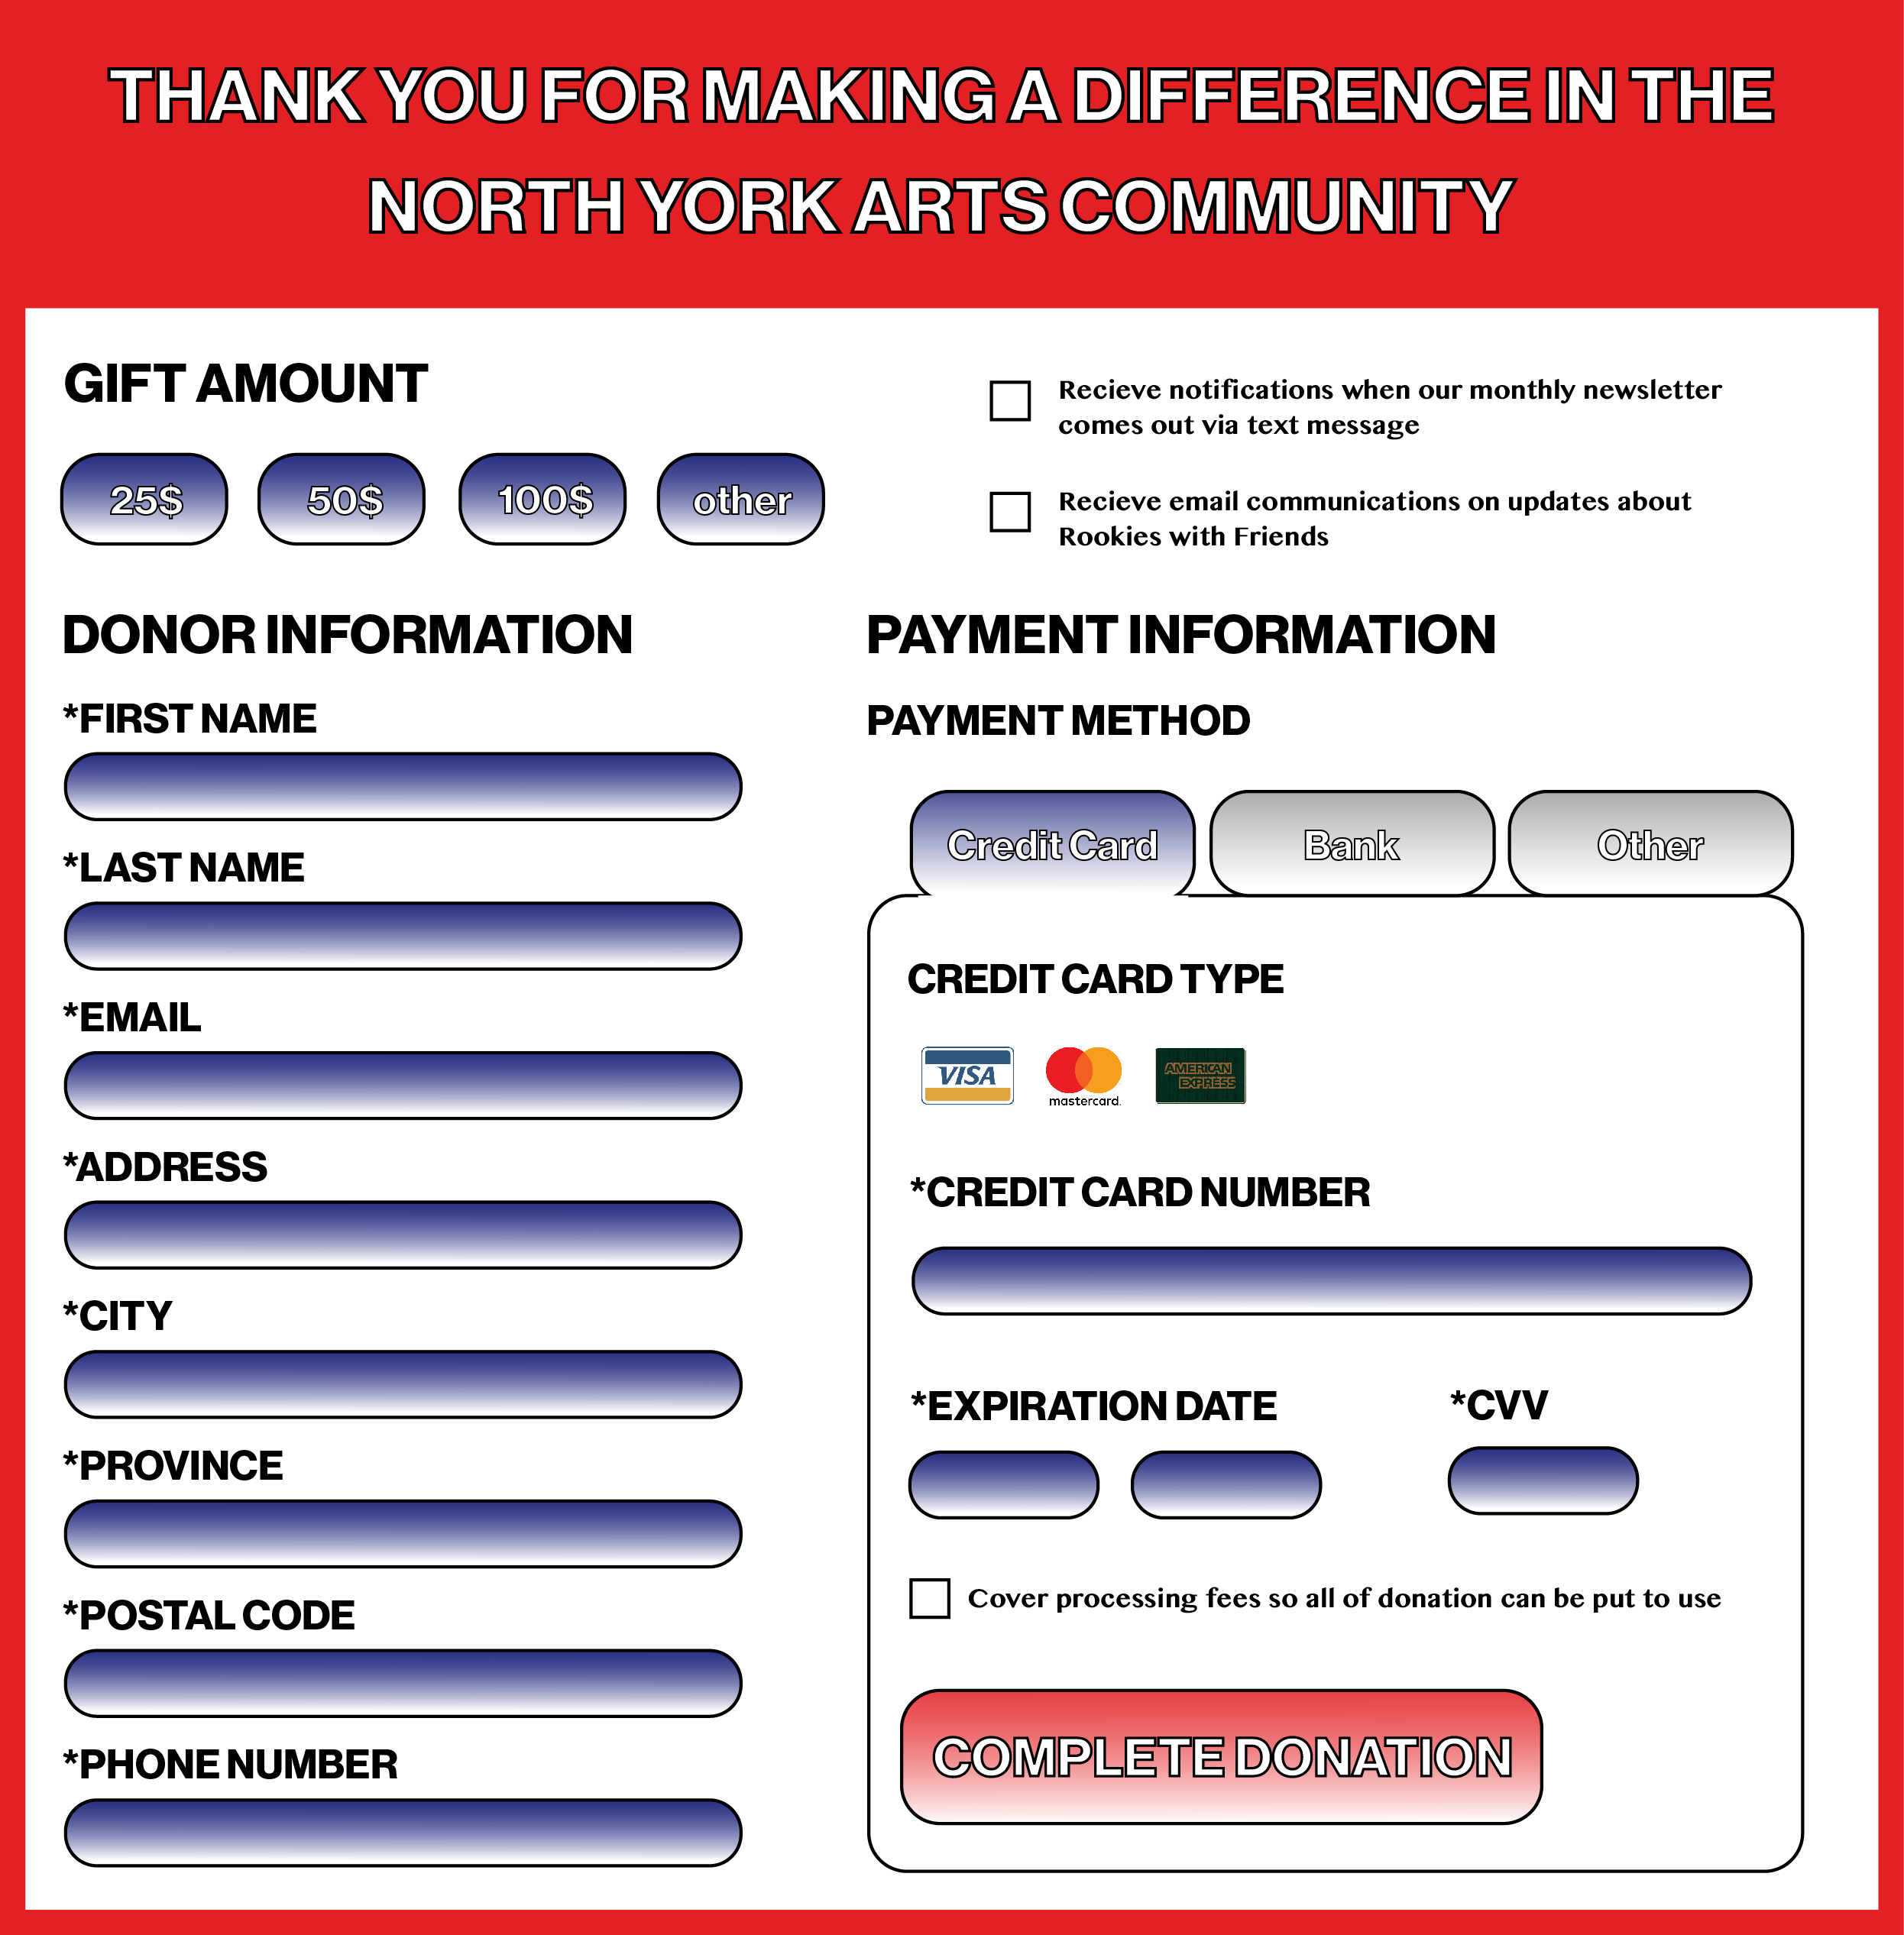 THANK YOU FOR MAKING A DIFFERENCE IN THE
NORTH YORK ARTS COMMUNITY
GIFT AMOUNT
25$ 50$ 100$ other
Recieve notifications when our monthly newsletter
comes out via text message
Recieve email communications on updates about
Rookies with Friends
DONOR INFORMATION
*FIRST NAME
*LAST NAME
*EMAIL
*ADDRESS
*CITY
*PROVINCE
*POSTAL CODE
*PHONE NUMBER
PAYMENT INFORMATION
PAYMENT METHOD
Credit Card Bank Other
CREDIT CARD TYPE
VISA
mastercard.
AMERICAN
EXPRESS
*CREDIT CARD NUMBER
*EXPIRATION DATE *CVV
Cover processing fees so all of donation can be put to use
COMPLETE DONATION